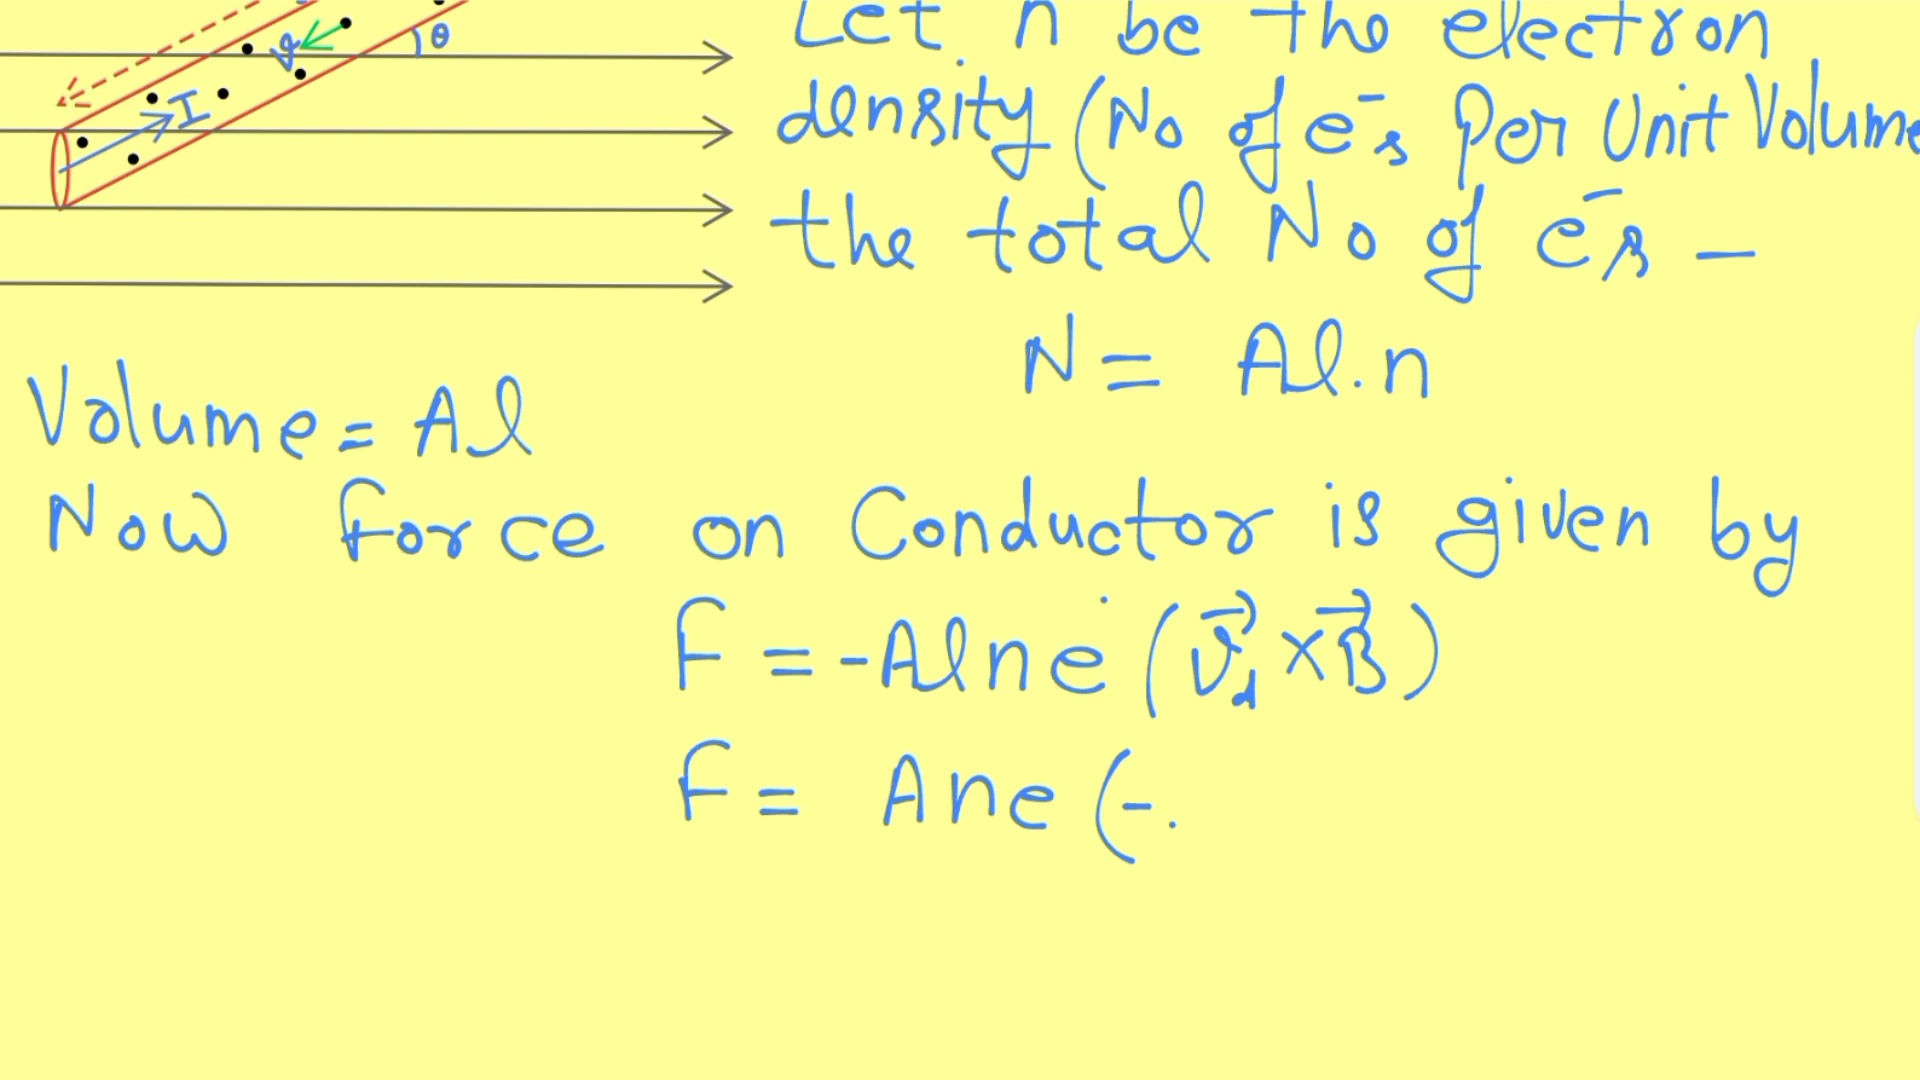 Let n be the electron
density (No of e⁻s Per Unit Volume
the total No of e⁻s –
N = Al.n
θ
I
Volume = Al
Now force on Conductor is given by
F = -Alne (v⃗d × B⃗)
F = Ane (-.